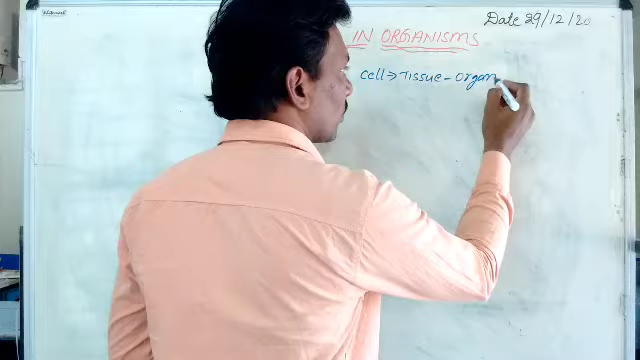 Date 29/12/20
IN ORGANISMS
Cell→Tissue-organ